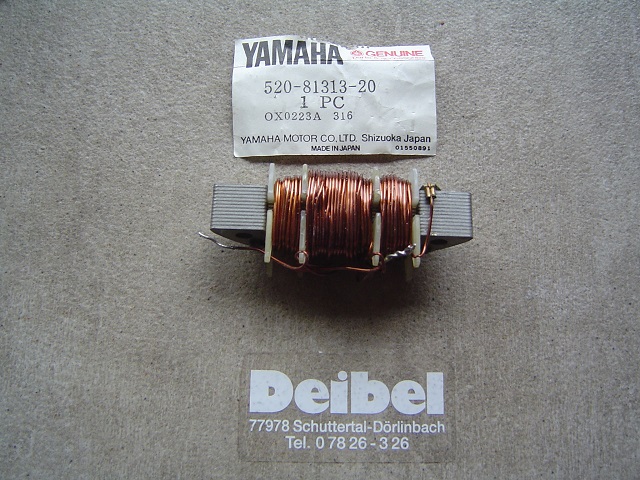 YAMAHA GENUINE
520-81313-20
1 PC
OX0223A 316
YAMAHA MOTOR CO., LTD. Shizuoka Japan
MADE IN JAPAN 01550891
Deibel
77978 Schuttertal-Dörlinbach
Tel. 0 78 26 - 3 26